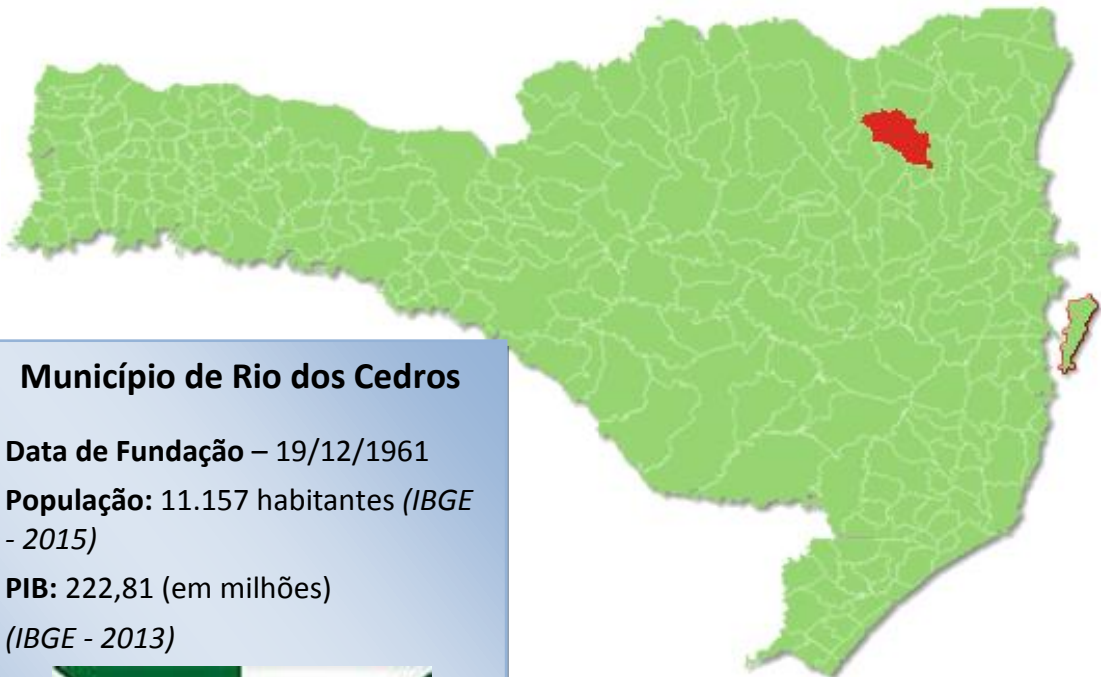 Município de Rio dos Cedros
Data de Fundação – 19/12/1961
População: 11.157 habitantes (IBGE
- 2015)
PIB: 222,81 (em milhões)
(IBGE - 2013)